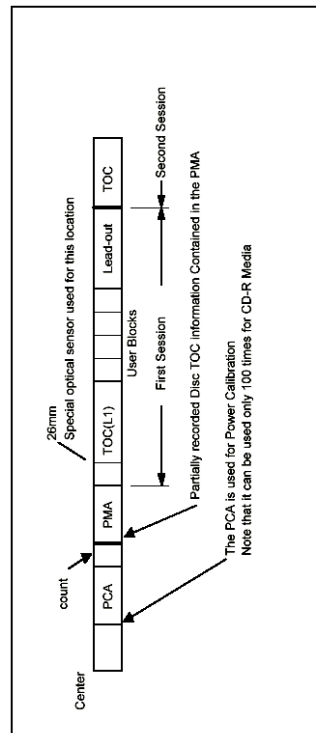 26mm
Special optical sensor used for this location
count
Center
PCA
PMA
TOC(L1)
Lead-out
TOC
User Blocks
First Session
Second Session
Partially recorded Disc TOC information Contained in the PMA
The PCA is used for Power Calibration
Note that it can be used only 100 times for CD-R Media